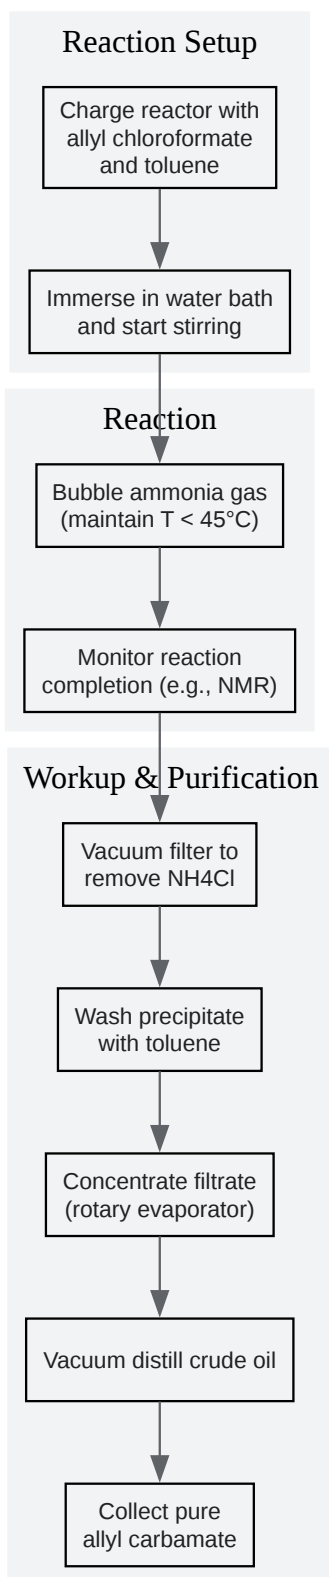 Reaction Setup
Charge reactor with
allyl chloroformate
and toluene
Immerse in water bath
and start stirring
Reaction
Bubble ammonia gas
(maintain T < 45°C)
Monitor reaction
completion (e.g., NMR)
Workup & Purification
Vacuum filter to
remove NH4Cl
Wash precipitate
with toluene
Concentrate filtrate
(rotary evaporator)
Vacuum distill crude oil
Collect pure
allyl carbamate